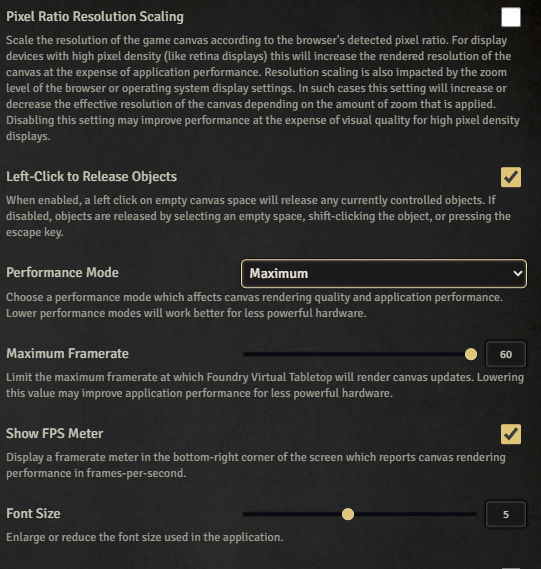 Pixel Ratio Resolution Scaling
Scale the resolution of the game canvas according to the browser's detected pixel ratio. For display
devices with high pixel density (like retina displays) this will increase the rendered resolution of the
canvas at the expense of application performance. Resolution scaling is also impacted by the zoom
level of the browser or operating system display settings. In such cases this setting will increase or
decrease the effective resolution of the canvas depending on the amount of zoom that is applied.
Disabling this setting may improve performance at the expense of visual quality for high pixel density
displays.
Left-Click to Release Objects
When enabled, a left click on empty canvas space will release any currently controlled objects. If
disabled, objects are released by selecting an empty space, shift-clicking the object, or pressing the
escape key.
Performance Mode
Maximum
Choose a performance mode which affects canvas rendering quality and application performance.
Lower performance modes will work better for less powerful hardware.
Maximum Framerate
60
Limit the maximum framerate at which Foundry Virtual Tabletop will render canvas updates. Lowering
this value may improve application performance for less powerful hardware.
Show FPS Meter
Display a framerate meter in the bottom-right corner of the screen which reports canvas rendering
performance in frames-per-second.
Font Size
5
Enlarge or reduce the font size used in the application.